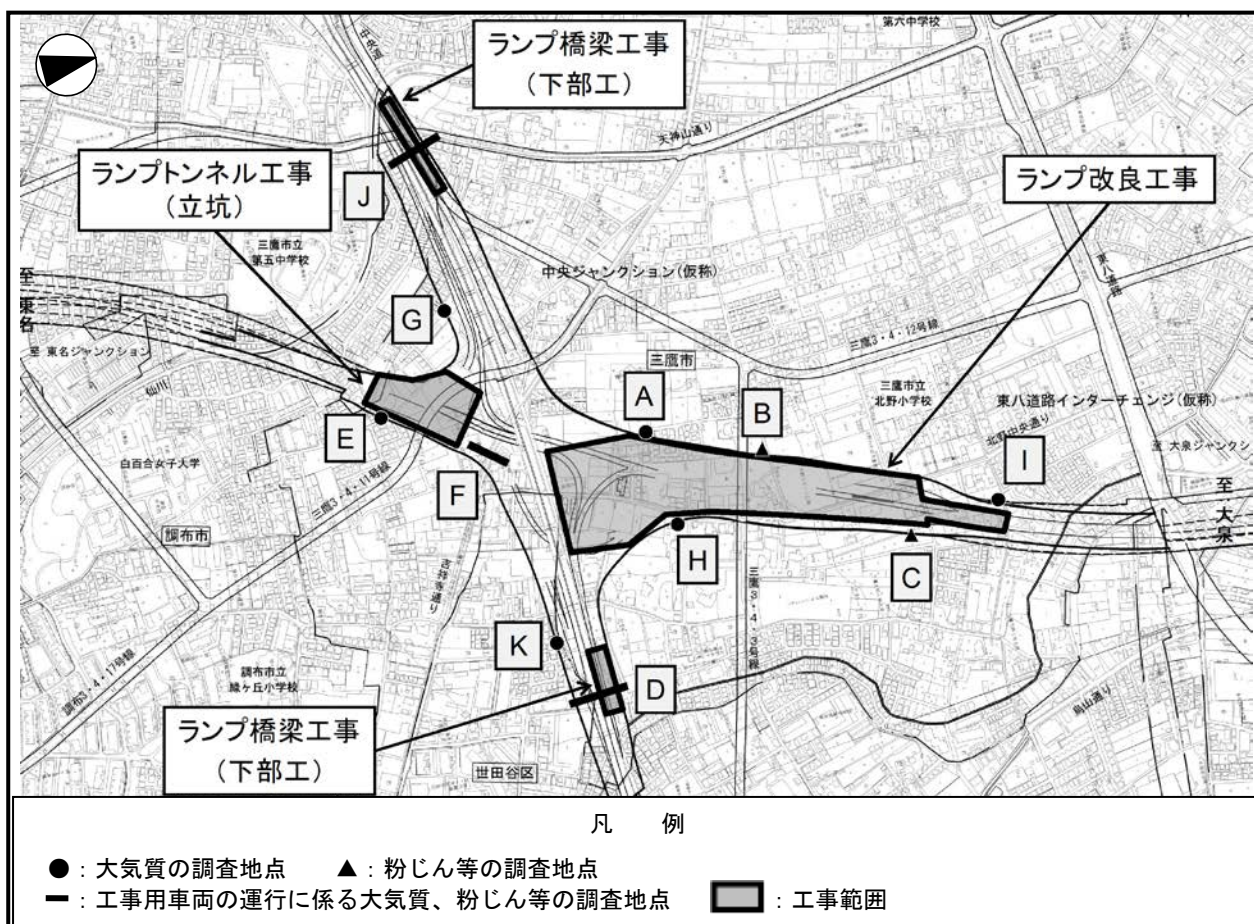 第六中学校
中央道
ランプ橋梁工事
(下部工)
天神山通り
ランプトンネル工事
(立坑)
J
ランプ改良工事
三鷹市立
第五中学校
至 東名
中央ジャンクション(仮称)
東八道路
G
至 東名ジャンクション
仙川
三鷹市
三鷹3・4・12号線
三鷹市立
北野小学校
A
B
東八道路インターチェンジ(仮称)
北野中央通り
至 大泉ジャンクシ
E
I
白百合女子大学
F
三鷹3・4・11号線
至 大泉
調布市
吉祥寺通り
H
C
三鷹3・4・3号線
K
調布市立
緑ヶ丘小学校
D
調布3・4・17号線
烏山通り
ランプ橋梁工事
(下部工)
世田谷区
凡 例
●：大気質の調査地点 ▲：粉じん等の調査地点
━：工事用車両の運行に係る大気質、粉じん等の調査地点 ：工事範囲